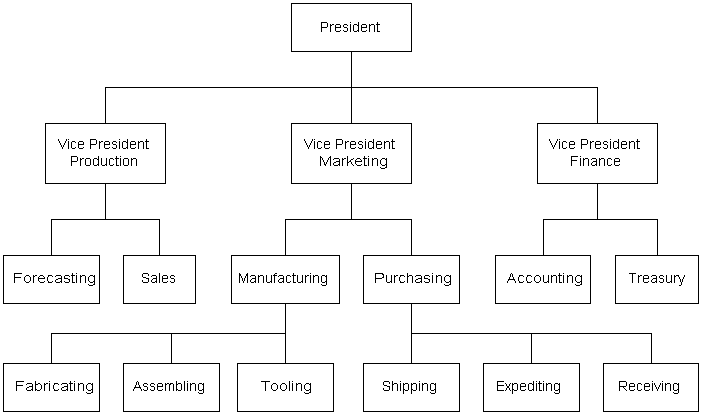 President
Vice President
Production
Vice President
Marketing
Vice President
Finance
Forecasting
Sales
Manufacturing
Purchasing
Accounting
Treasury
Fabricating
Assembling
Tooling
Shipping
Expediting
Receiving